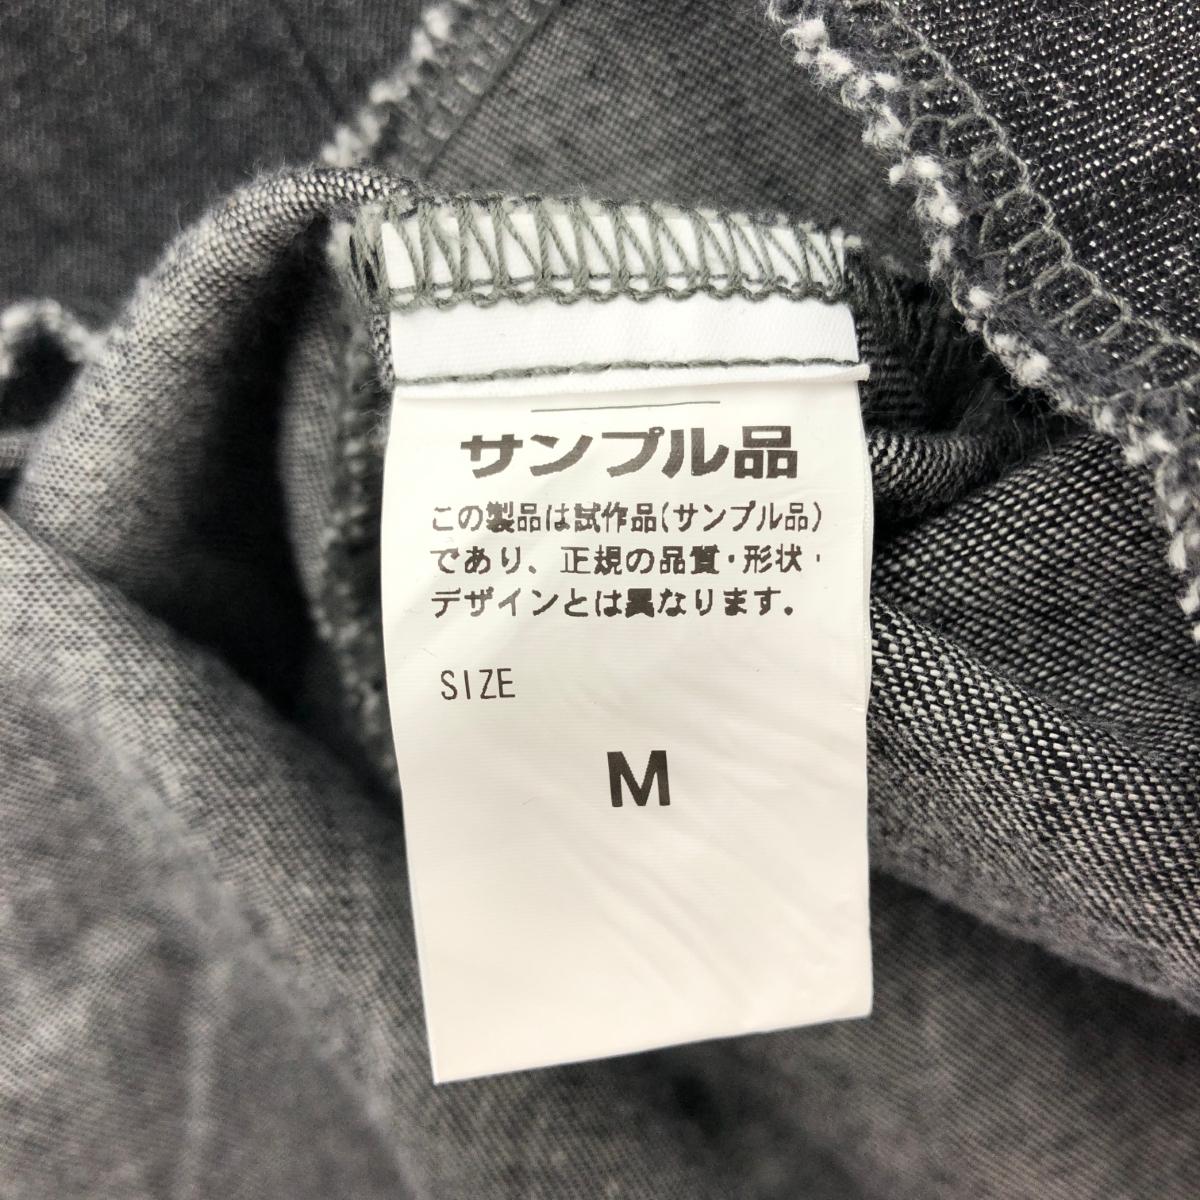 サンプル品
この製品は試作品(サンプル品)
であり、正規の品質・形状・
デザインとは異なります.
SIZE
M